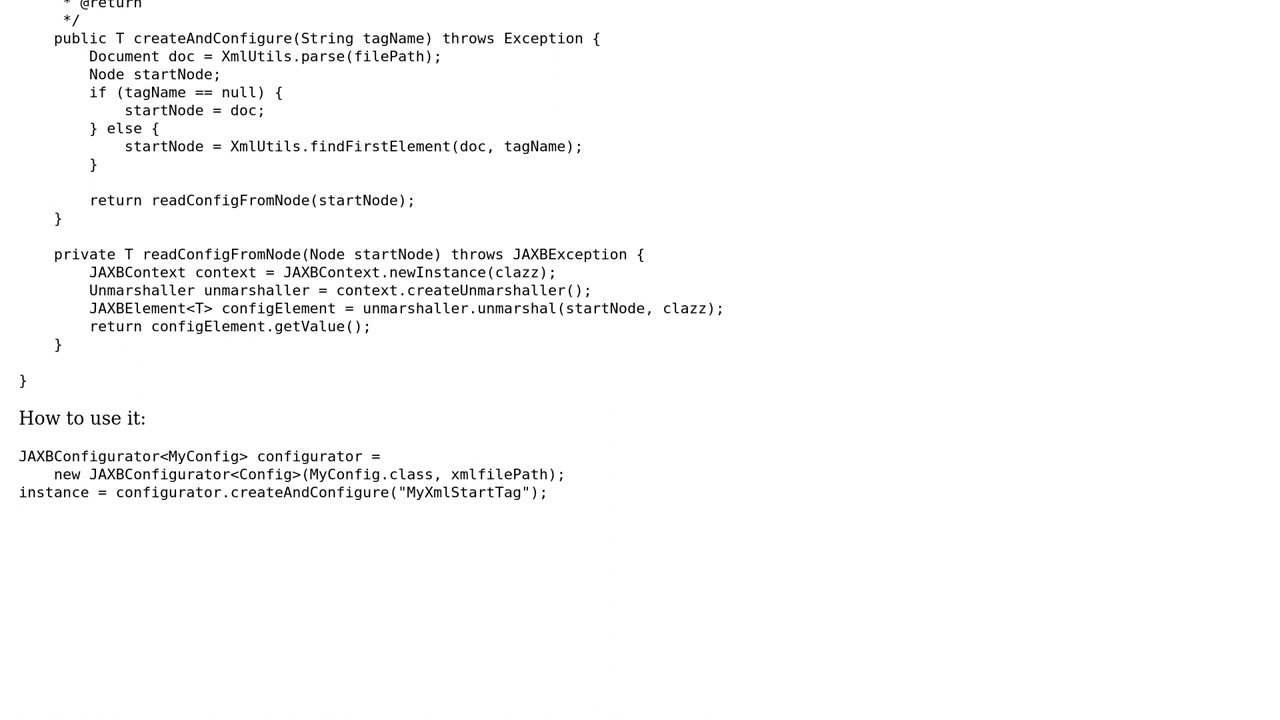 * @return
     */
    public T createAndConfigure(String tagName) throws Exception {
        Document doc = XmlUtils.parse(filePath);
        Node startNode;
        if (tagName == null) {
            startNode = doc;
        } else {
            startNode = XmlUtils.findFirstElement(doc, tagName);
        }

        return readConfigFromNode(startNode);
    }

    private T readConfigFromNode(Node startNode) throws JAXBException {
        JAXBContext context = JAXBContext.newInstance(clazz);
        Unmarshaller unmarshaller = context.createUnmarshaller();
        JAXBElement<T> configElement = unmarshaller.unmarshal(startNode, clazz);
        return configElement.getValue();
    }

}
How to use it:
JAXBConfigurator<MyConfig> configurator =
    new JAXBConfigurator<Config>(MyConfig.class, xmlfilePath);
instance = configurator.createAndConfigure("MyXmlStartTag");